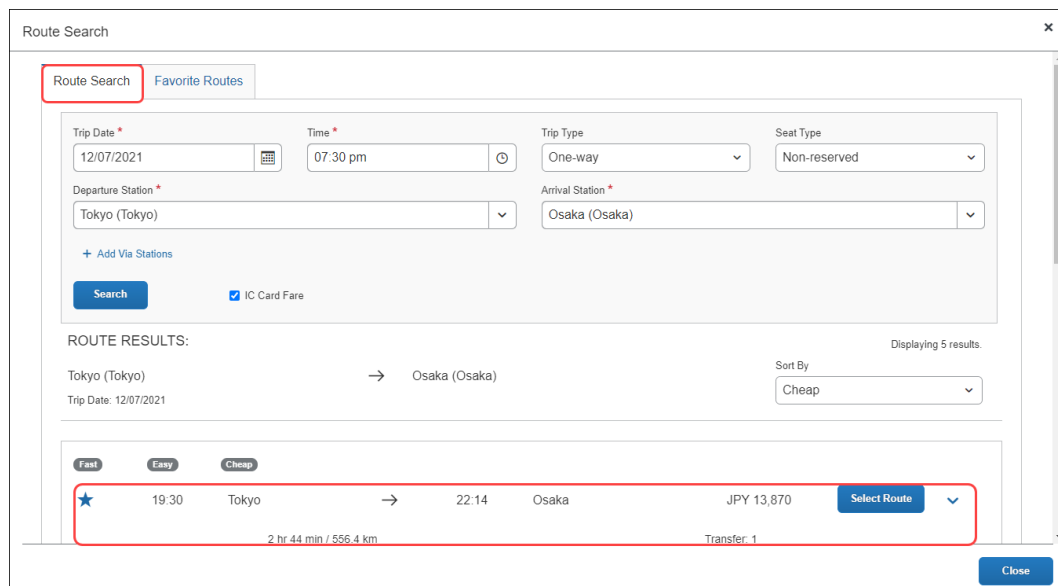 Route Search
×
Route Search Favorite Routes
Trip Date * Time * Trip Type Seat Type
12/07/2021 07:30 pm One-way Non-reserved
Departure Station * Arrival Station *
Tokyo (Tokyo) Osaka (Osaka)
+ Add Via Stations
Search IC Card Fare
ROUTE RESULTS: Displaying 5 results.
Tokyo (Tokyo) → Osaka (Osaka) Sort By
Trip Date: 12/07/2021 Cheap
Fast Easy Cheap
19:30 Tokyo → 22:14 Osaka JPY 13,870 Select Route
2 hr 44 min / 556.4 km Transfer: 1
Close